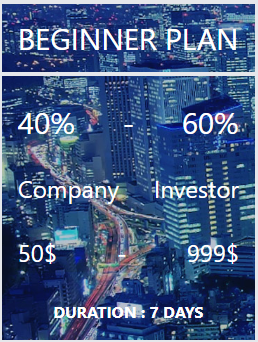 BEGINNER PLAN
40% - 60%
Company Investor
50$ - 999$
DURATION : 7 DAYS